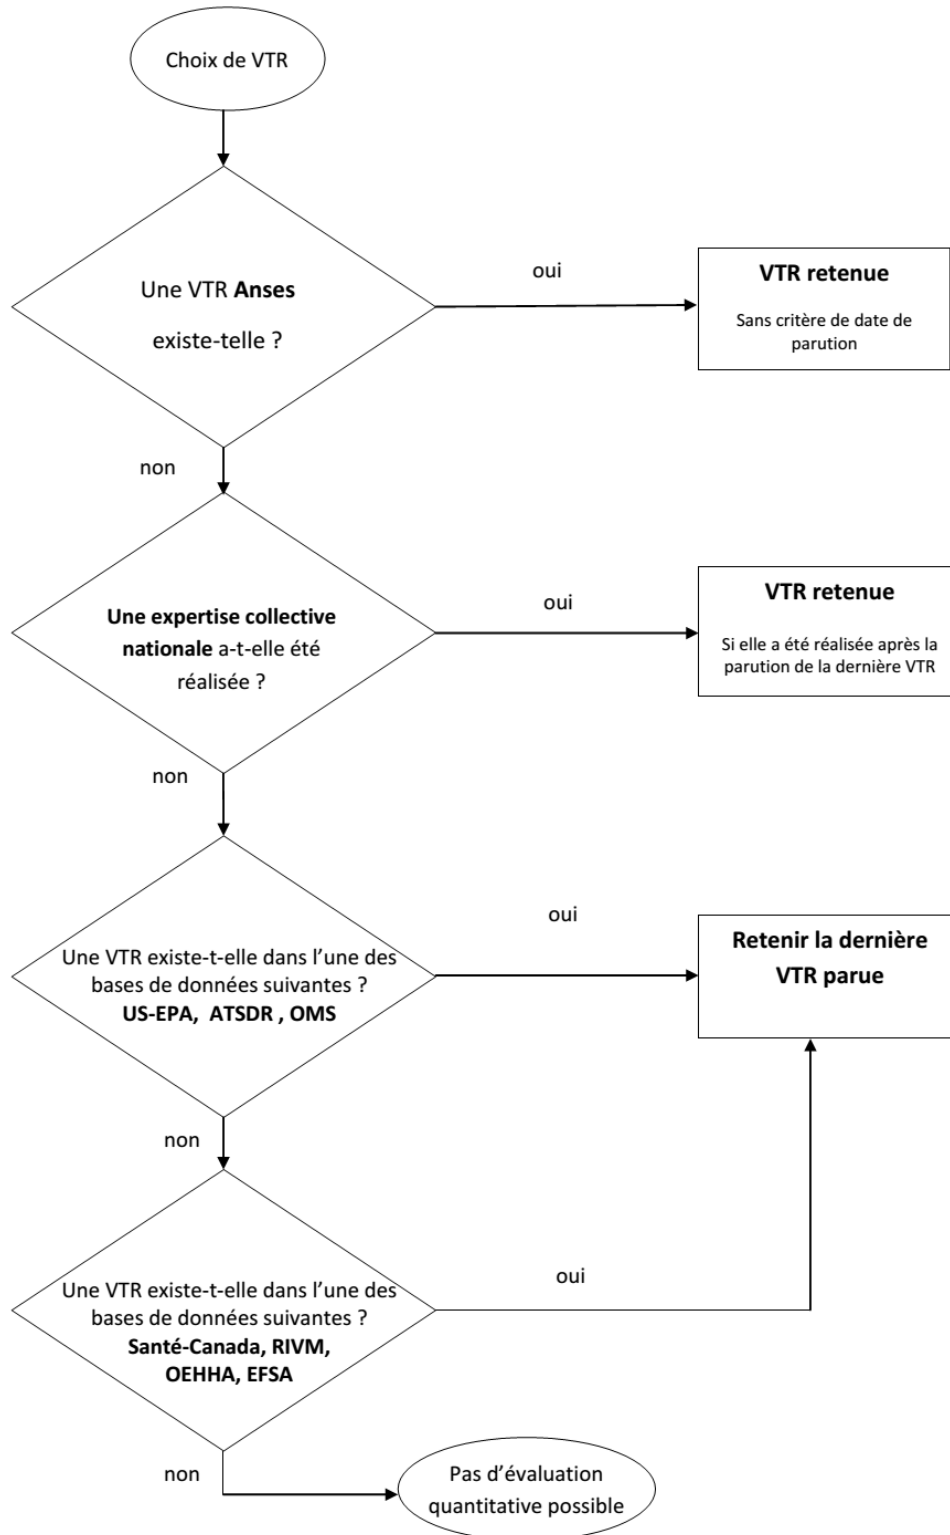 Choix de VTR
Une VTR Anses
existe-telle ?
oui
VTR retenue
Sans critère de date de
parution
non
Une expertise collective
nationale a-t-elle été
réalisée ?
oui
VTR retenue
Si elle a été réalisée après la
parution de la dernière VTR
non
Une VTR existe-t-elle dans l’une des
bases de données suivantes ?
US-EPA, ATSDR , OMS
oui
Retenir la dernière
VTR parue
non
Une VTR existe-t-elle dans l’une des
bases de données suivantes ?
Santé-Canada, RIVM,
OEHHA, EFSA
oui
non
Pas d’évaluation
quantitative possible